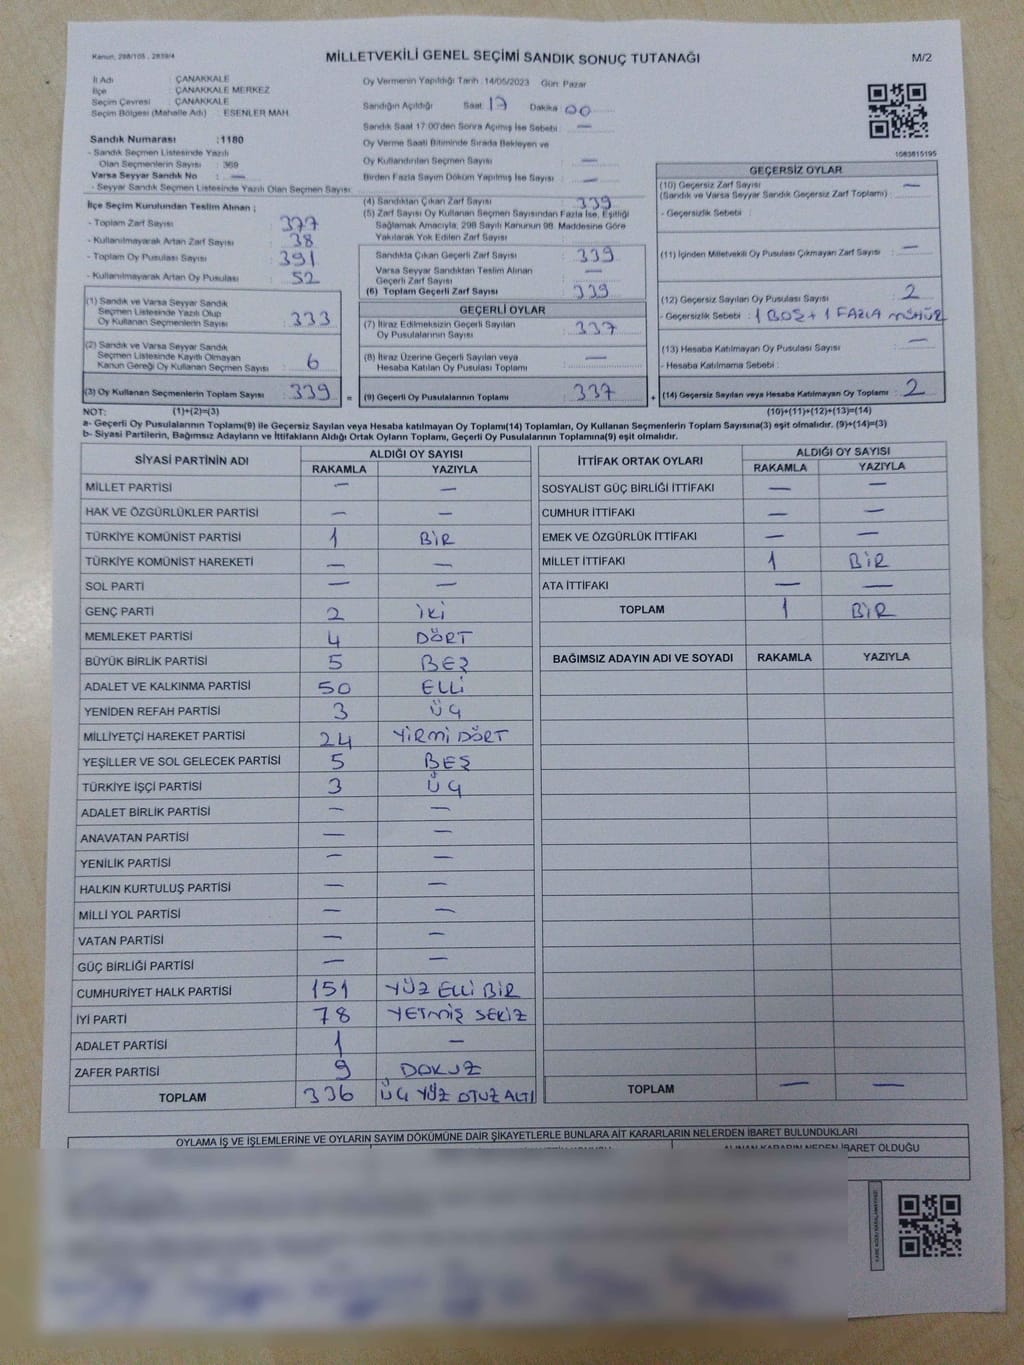 Kanun, 298/105 , 2839/4
MİLLETVEKİLİ GENEL SEÇİMİ SANDIK SONUÇ TUTANAĞI
M/2
İl Adı : ÇANAKKALE
İlçe : ÇANAKKALE MERKEZ
Seçim Çevresi : ÇANAKKALE
Seçim Bölgesi (Mahalle Adı) : ESENLER MAH.
Oy Vermenin Yapıldığı Tarih :14/05/2023 Gün: Pazar
Sandığın Açıldığı Saat 17 Dakika 00
Sandık Saat 17:00'den Sonra Açılmış İse Sebebi : —
Oy Verme Saati Bitiminde Sırada Bekleyen ve
Oy Kullandırılan Seçmen Sayısı : —
Birden Fazla Sayım Döküm Yapılmış İse Sayısı : —
1083615195
Sandık Numarası :1180
- Sandık Seçmen Listesinde Yazılı
Olan Seçmenlerin Sayısı : 369
Varsa Seyyar Sandık No : —
- Seyyar Sandık Seçmen Listesinde Yazılı Olan Seçmen Sayısı:
İlçe Seçim Kurulundan Teslim Alınan ;
- Toplam Zarf Sayısı : 377
- Kullanılmayarak Artan Zarf Sayısı : 38
- Toplam Oy Pusulası Sayısı : 391
- Kullanılmayarak Artan Oy Pusulası : 52
(1) Sandık ve Varsa Seyyar Sandık
Seçmen Listesinde Yazılı Olup
Oy Kullanan Seçmenlerin Sayısı : 333
(2) Sandık ve Varsa Seyyar Sandık
Seçmen Listesinde Kayıtlı Olmayan
Kanun Gereği Oy Kullanan Seçmen Sayısı : 6
(3) Oy Kullanan Seçmenlerin Toplam Sayısı : 339 =
(4) Sandıktan Çıkan Zarf Sayısı : 339
(5) Zarf Sayısı Oy Kullanan Seçmen Sayısından Fazla İse, Eşitliği
Sağlamak Amacıyla, 298 Sayılı Kanunun 98. Maddesine Göre
Yakılarak Yok Edilen Zarf Sayısı :
Sandıkta Çıkan Geçerli Zarf Sayısı : 339
Varsa Seyyar Sandıktan Teslim Alınan
Geçerli Zarf Sayısı : —
(6) Toplam Geçerli Zarf Sayısı : 339
GEÇERLİ OYLAR
(7) İtiraz Edilmeksizin Geçerli Sayılan
Oy Pusulalarının Sayısı : 337
(8) İtiraz Üzerine Geçerli Sayılan veya
Hesaba Katılan Oy Pusulası Toplamı : —
(9) Geçerli Oy Pusulalarının Toplamı : 337 +
GEÇERSİZ OYLAR
(10) Geçersiz Zarf Sayısı
(Sandık ve Varsa Seyyar Sandık Geçersiz Zarf Toplamı) : —
- Geçersizlik Sebebi :
(11) İçinden Milletvekili Oy Pusulası Çıkmayan Zarf Sayısı : —
(12) Geçersiz Sayılan Oy Pusulası Sayısı : 2
- Geçersizlik Sebebi : 1 BOŞ + 1 FAZLA MÜHÜR
(13) Hesaba Katılmayan Oy Pusulası Sayısı : —
- Hesaba Katılmama Sebebi :
(14) Geçersiz Sayılan veya Hesaba Katılmayan Oy Toplamı : 2
NOT: (1)+(2)=(3) (10)+(11)+(12)+(13)=(14)
a- Geçerli Oy Pusulalarının Toplamı(9) ile Geçersiz Sayılan veya Hesaba katılmayan Oy Toplamı(14) Toplamları, Oy Kullanan Seçmenlerin Toplam Sayısına(3) eşit olmalıdır. (9)+(14)=(3)
b- Siyasi Partilerin, Bağımsız Adayların ve İttifakların Aldığı Ortak Oyların Toplamı, Geçerli Oy Pusulalarının Toplamına(9) eşit olmalıdır.
SİYASİ PARTİNİN ADI ALDIĞI OY SAYISI
RAKAMLA YAZIYLA
MİLLET PARTİSİ — —
HAK VE ÖZGÜRLÜKLER PARTİSİ — —
TÜRKİYE KOMÜNİST PARTİSİ 1 BİR
TÜRKİYE KOMÜNİST HAREKETİ — —
SOL PARTİ — —
GENÇ PARTİ 2 İKİ
MEMLEKET PARTİSİ 4 DÖRT
BÜYÜK BİRLİK PARTİSİ 5 BEŞ
ADALET VE KALKINMA PARTİSİ 50 ELLİ
YENİDEN REFAH PARTİSİ 3 ÜÇ
MİLLİYETÇİ HAREKET PARTİSİ 24 YİRMİ DÖRT
YEŞİLLER VE SOL GELECEK PARTİSİ 5 BEŞ
TÜRKİYE İŞÇİ PARTİSİ 3 ÜÇ
ADALET BİRLİK PARTİSİ — —
ANAVATAN PARTİSİ — —
YENİLİK PARTİSİ — —
HALKIN KURTULUŞ PARTİSİ — —
MİLLİ YOL PARTİSİ — —
VATAN PARTİSİ — —
GÜÇ BİRLİĞİ PARTİSİ — —
CUMHURİYET HALK PARTİSİ 151 YÜZ ELLİ BİR
İYİ PARTİ 78 YETMİŞ SEKİZ
ADALET PARTİSİ 1 —
ZAFER PARTİSİ 9 DOKUZ
TOPLAM 336 ÜÇ YÜZ OTUZ ALTI
İTTİFAK ORTAK OYLARI ALDIĞI OY SAYISI
RAKAMLA YAZIYLA
SOSYALİST GÜÇ BİRLİĞİ İTTİFAKI — —
CUMHUR İTTİFAKI — —
EMEK VE ÖZGÜRLÜK İTTİFAKI — —
MİLLET İTTİFAKI 1 BİR
ATA İTTİFAKI — —
TOPLAM 1 BİR
BAĞIMSIZ ADAYIN ADI VE SOYADI RAKAMLA YAZIYLA
TOPLAM — —
OYLAMA İŞ VE İŞLEMLERİNE VE OYLARIN SAYIM DÖKÜMÜNE DAİR ŞİKAYETLERLE BUNLARA AİT KARARLARIN NELERDEN İBARET BULUNDUKLARI
ALINAN KARARIN NEDEN İBARET OLDUĞU